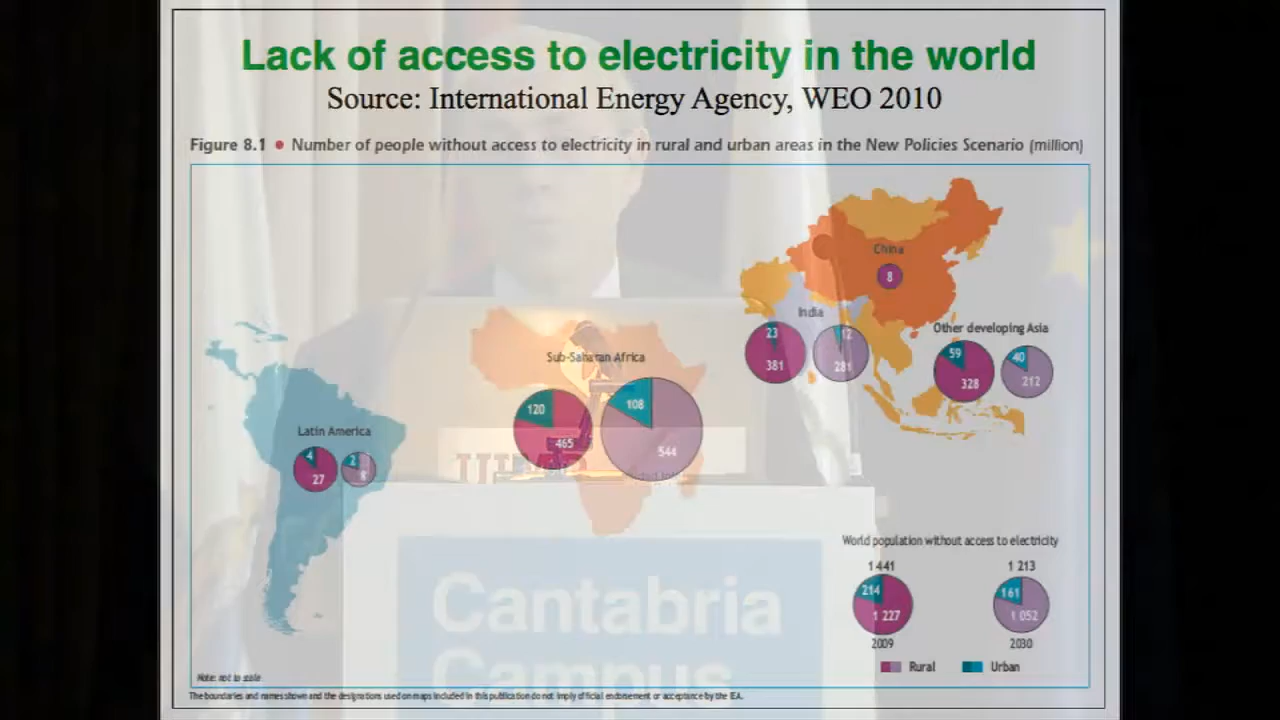 Lack of access to electricity in the world
Source: International Energy Agency, WEO 2010
Figure 8.1 • Number of people without access to electricity in rural and urban areas in the New Policies Scenario (million)
China
8
India
23
381
12
281
Other developing Asia
59
328
40
212
Sub-Saharan Africa
120
465
108
544
Latin America
4
27
2
8
World population without access to electricity
1 441
1 213
214
1 227
161
1 052
2009
2030
Rural
Urban
Cantabria
Campus
Note: not to scale
The boundaries and names shown and the designations used on maps included in this publication do not imply official endorsement or acceptance by the IEA.